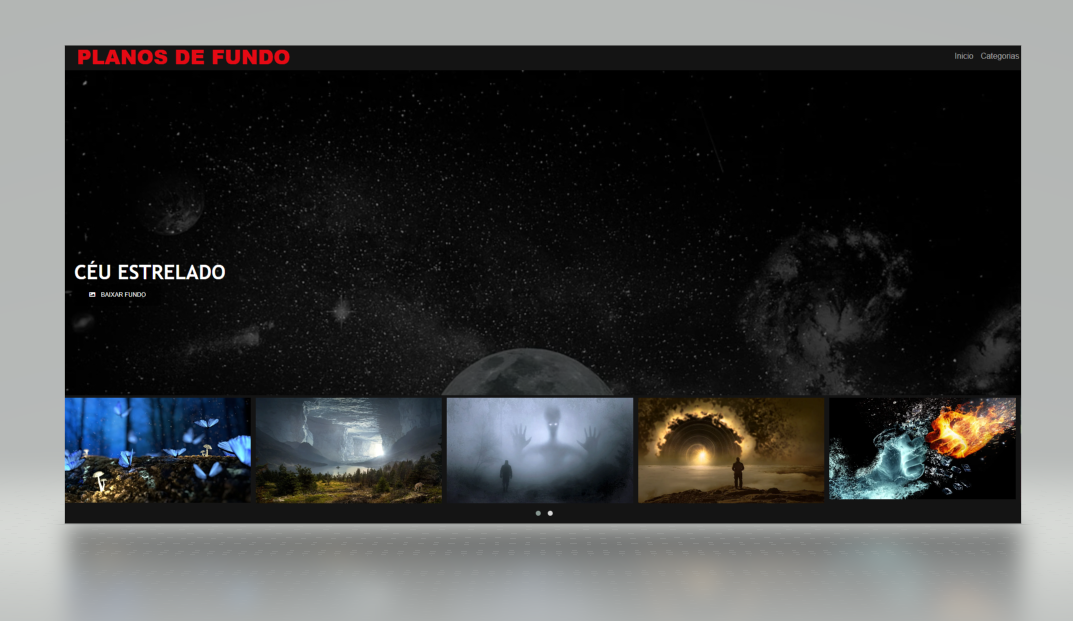 PLANOS DE FUNDO
Inicio Categorias
CÉU ESTRELADO
BAIXAR FUNDO